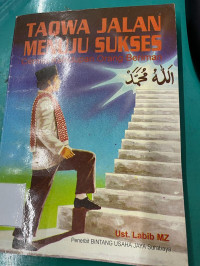 TAQWA JALAN
MENUJU SUKSES
الله محمد
Ust. Labib MZ
Penerbit BINTANG USAHA JAYA Surabaya